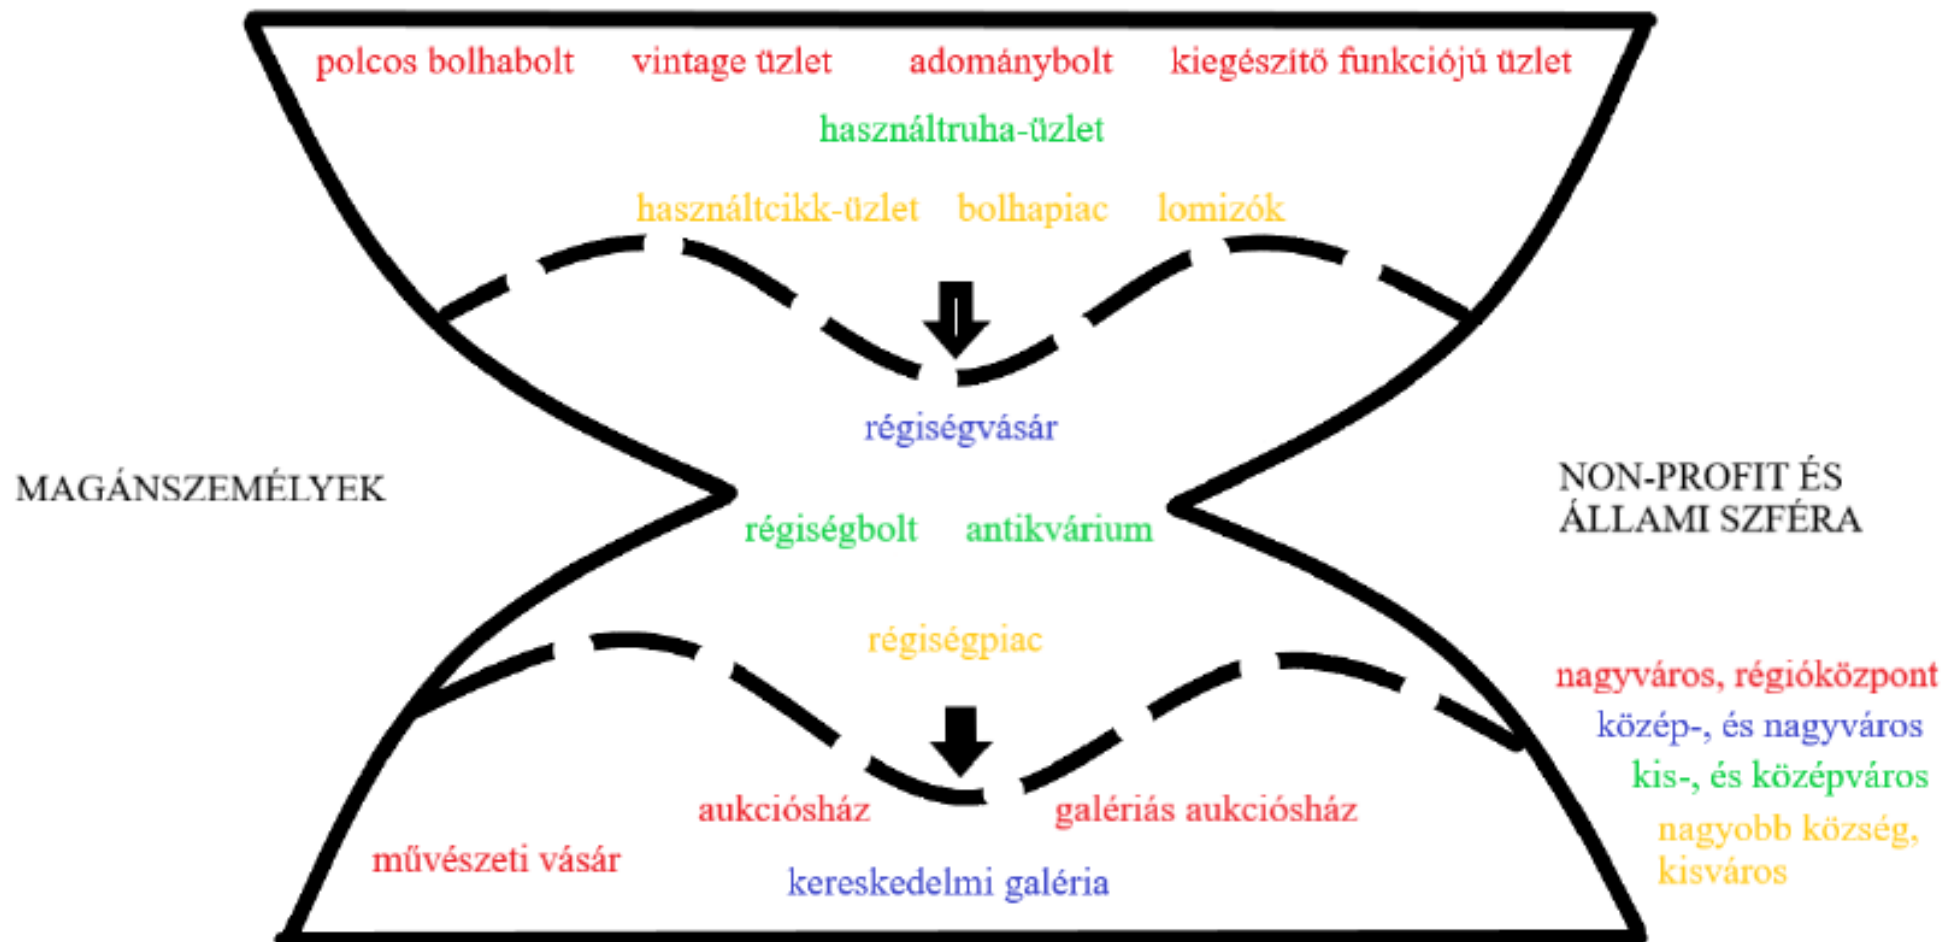 polcos bolhabolt vintage üzlet adománybolt kiegészítő funkciójú üzlet
használtruha-üzlet
használtcikk-üzlet bolhapiac lomizók
régiségvásár
MAGÁNSZEMÉLYEK
NON-PROFIT ÉS
ÁLLAMI SZFÉRA
régiségbolt antikvárium
régiségpiac
nagyváros, régióközpont
közép-, és nagyváros
kis-, és középváros
nagyobb község,
kisváros
aukciósház galériás aukciósház
művészeti vásár
kereskedelmi galéria